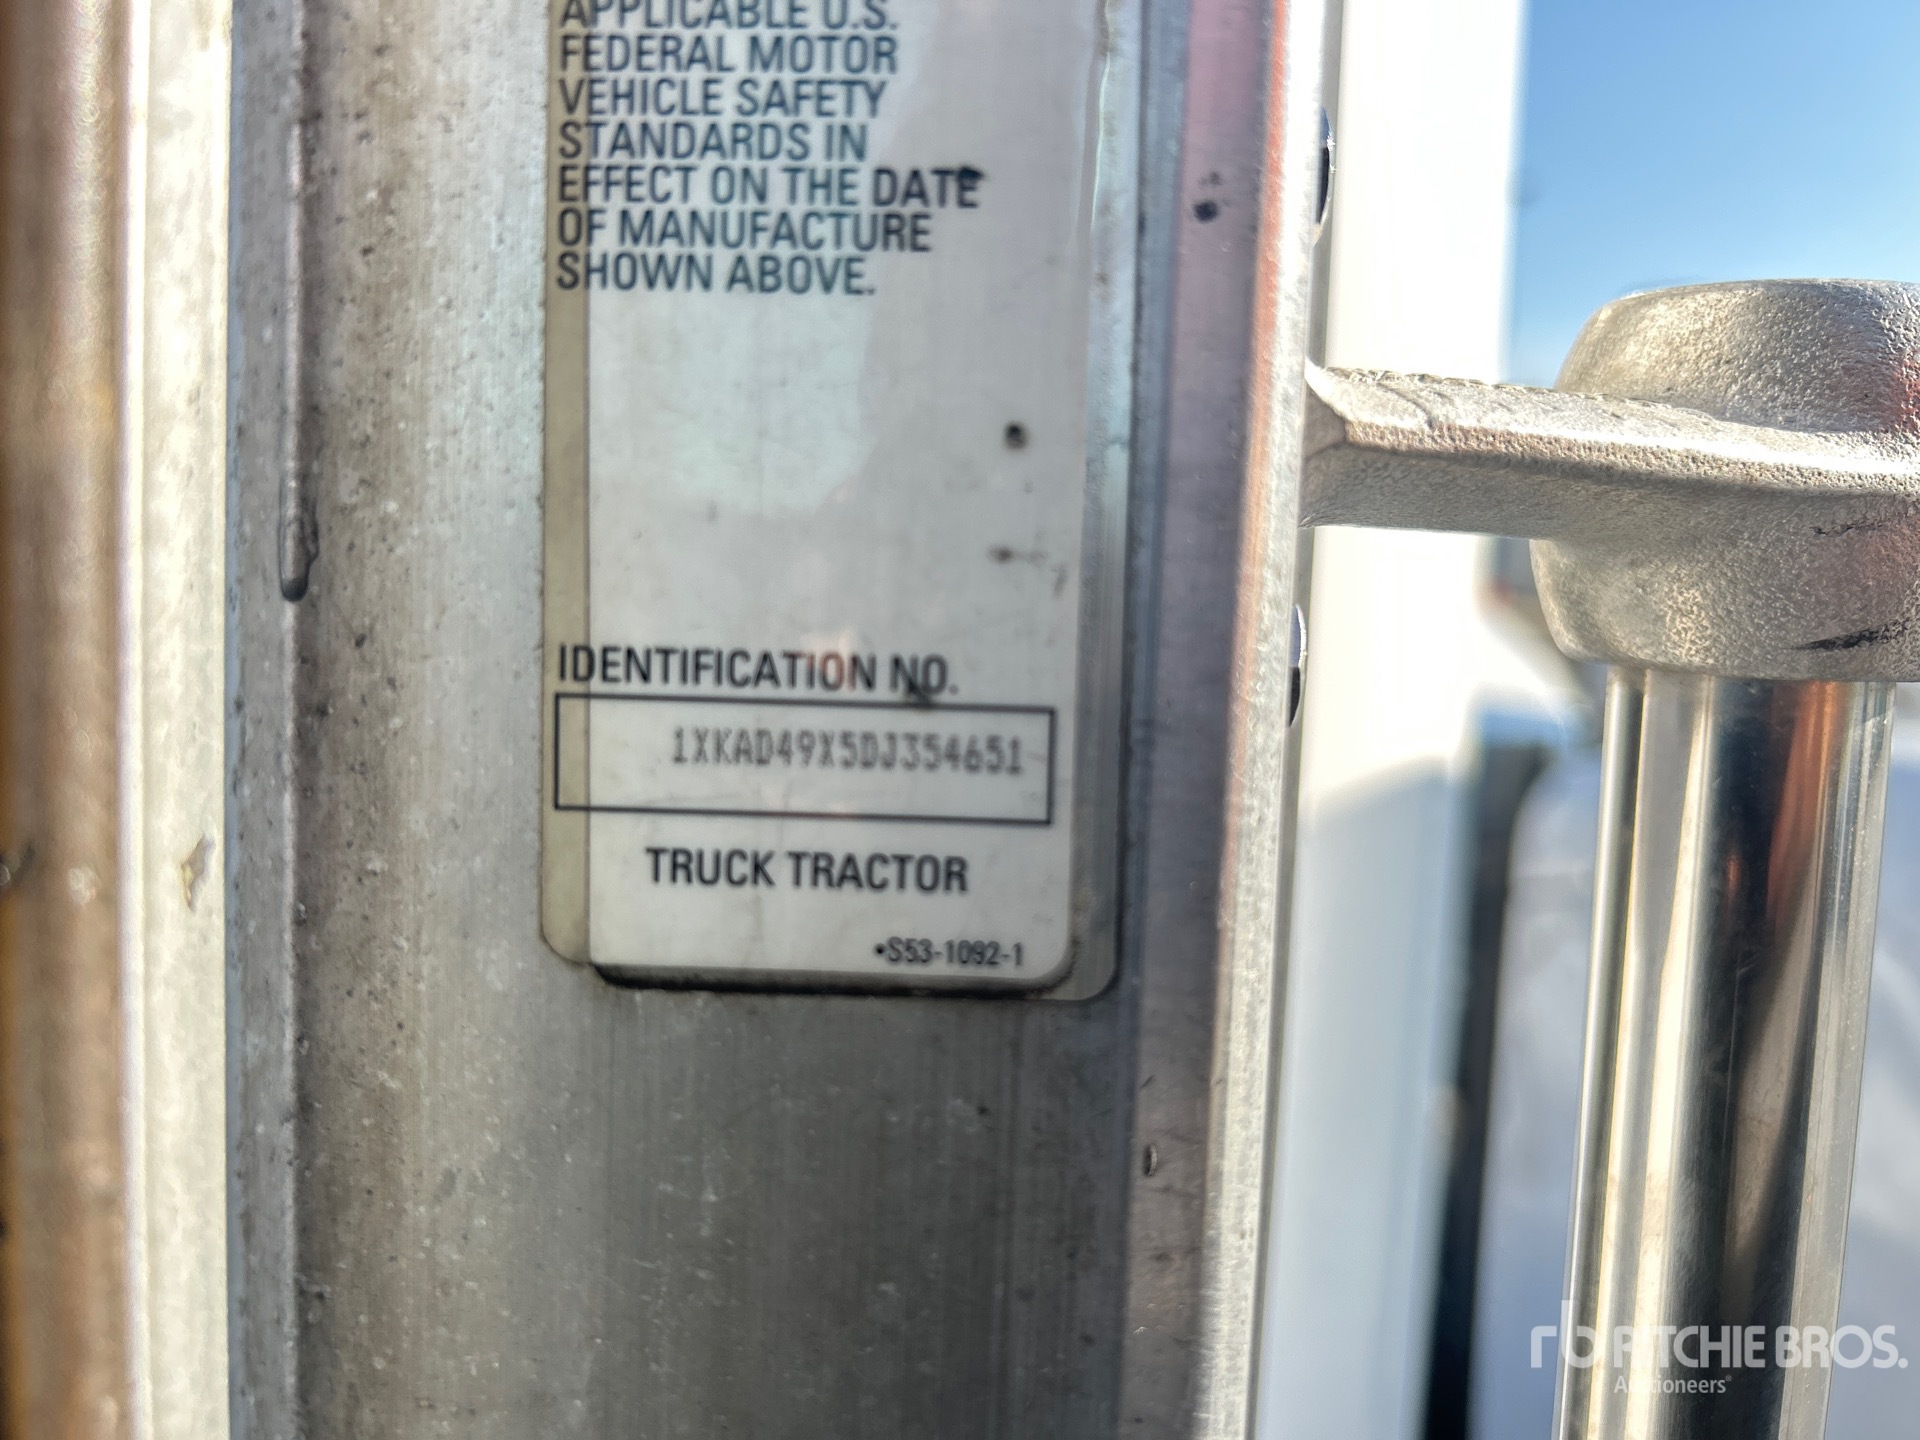 APPLICABLE U.S.
FEDERAL MOTOR
VEHICLE SAFETY
STANDARDS IN
EFFECT ON THE DATE
OF MANUFACTURE
SHOWN ABOVE.
IDENTIFICATION NO.
1XKAD49X5DJ354651
TRUCK TRACTOR
•S53-1092-1
rb RITCHIE BROS.
Auctioneers®